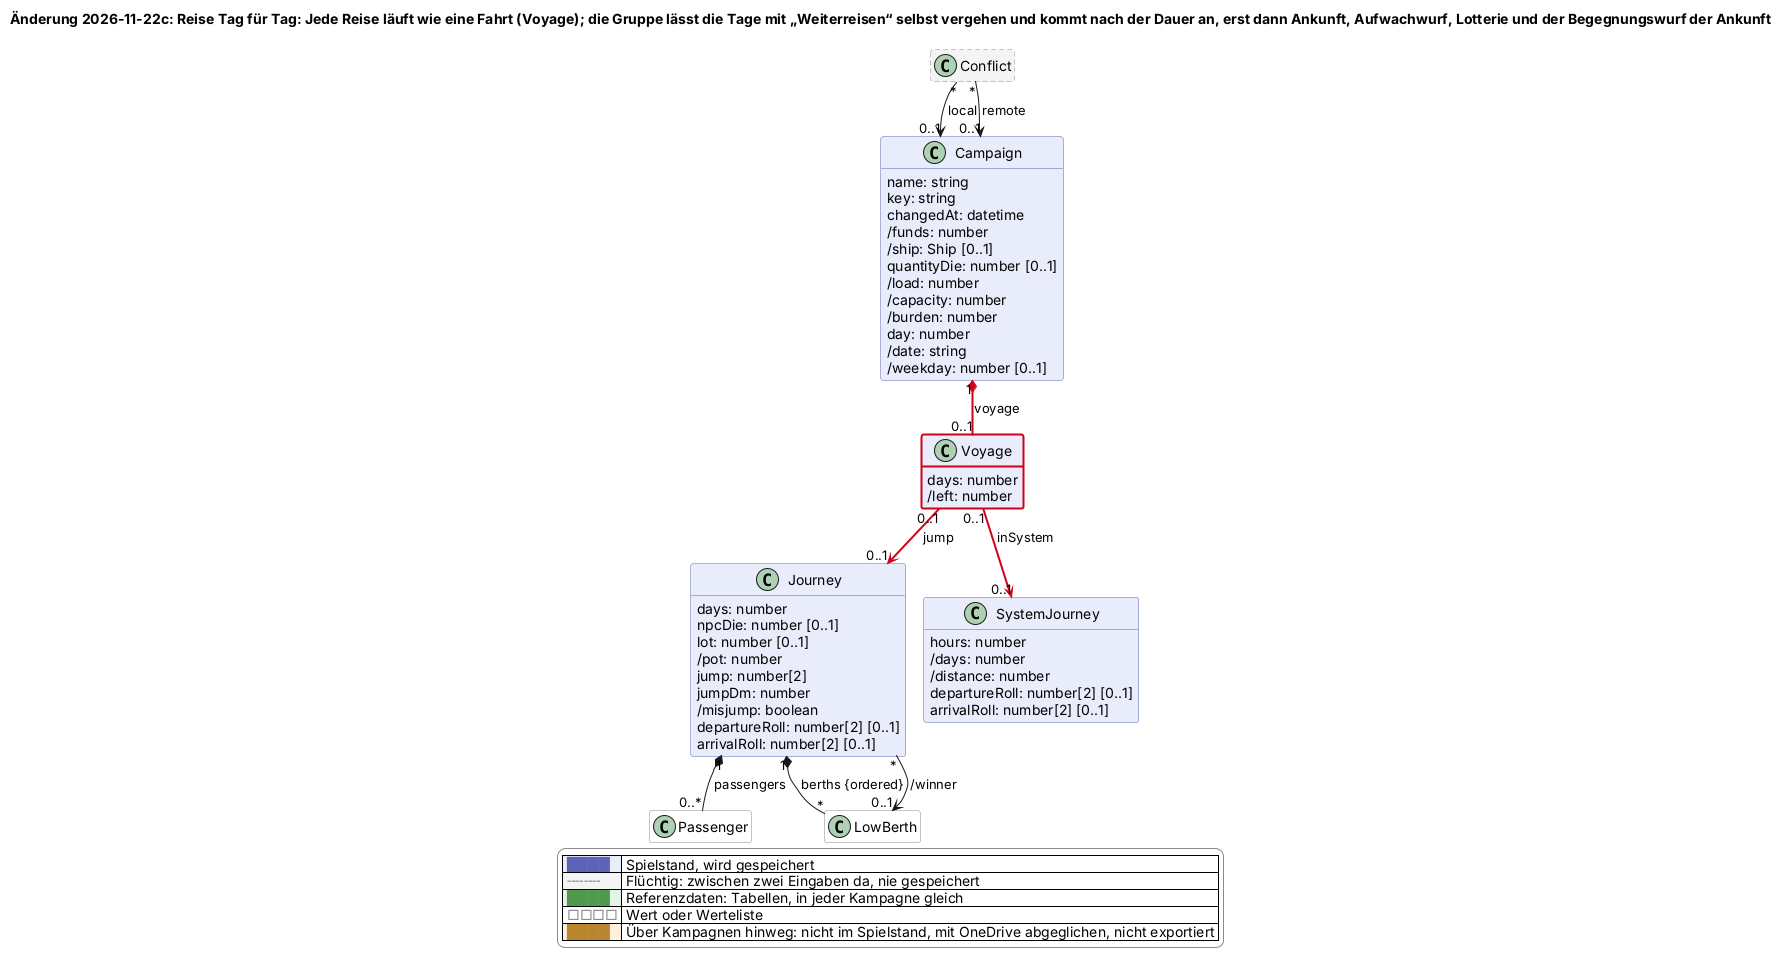 Änderung 2026-11-22c: Reise Tag für Tag: Jede Reise läuft wie eine Fahrt (Voyage); die Gruppe lässt die Tage mit „Weiterreisen“ selbst vergehen und kommt nach der Dauer an, erst dann Ankunft, Aufwachwurf, Lotterie und der Begegnungswurf der Ankunft
C Conflict
* *
local remote
0..1 0..1
C Campaign
name: string
key: string
changedAt: datetime
/funds: number
/ship: Ship [0..1]
quantityDie: number [0..1]
/load: number
/capacity: number
/burden: number
day: number
/date: string
/weekday: number [0..1]
1
voyage
0..1
C Voyage
days: number
/left: number
0..1 0..1
jump inSystem
0..1 0..1
C Journey
days: number
npcDie: number [0..1]
lot: number [0..1]
/pot: number
jump: number[2]
jumpDm: number
/misjump: boolean
departureRoll: number[2] [0..1]
arrivalRoll: number[2] [0..1]
C SystemJourney
hours: number
/days: number
/distance: number
departureRoll: number[2] [0..1]
arrivalRoll: number[2] [0..1]
1 1 *
passengers berths {ordered} /winner
0..* * 0..1
C Passenger C LowBerth
Spielstand, wird gespeichert
Flüchtig: zwischen zwei Eingaben da, nie gespeichert
Referenzdaten: Tabellen, in jeder Kampagne gleich
Wert oder Werteliste
Über Kampagnen hinweg: nicht im Spielstand, mit OneDrive abgeglichen, nicht exportiert